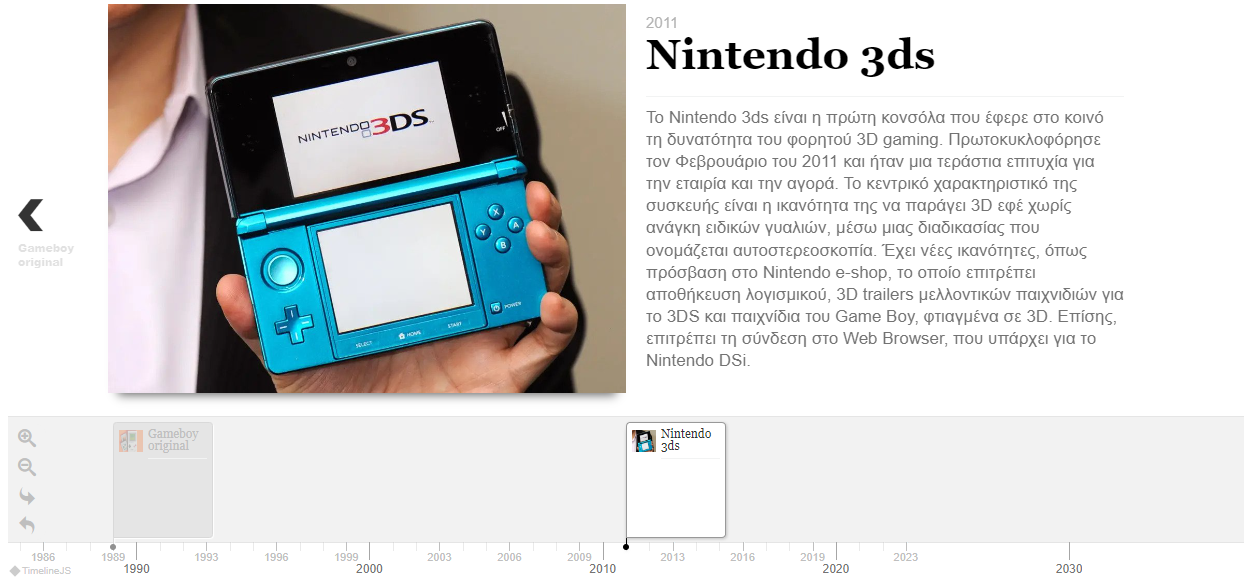 2011
Nintendo 3ds
Το Nintendo 3ds είναι η πρώτη κονσόλα που έφερε στο κοινό
τη δυνατότητα του φορητού 3D gaming. Πρωτοκυκλοφόρησε
τον Φεβρουάριο του 2011 και ήταν μια τεράστια επιτυχία για
την εταιρία και την αγορά. Το κεντρικό χαρακτηριστικό της
συσκευής είναι η ικανότητα της να παράγει 3D εφέ χωρίς
ανάγκη ειδικών γυαλιών, μέσω μιας διαδικασίας που
ονομάζεται αυτοστερεοσκοπία. Έχει νέες ικανότητες, όπως
πρόσβαση στο Nintendo e-shop, το οποίο επιτρέπει
αποθήκευση λογισμικού, 3D trailers μελλοντικών παιχνιδιών για
το 3DS και παιχνίδια του Game Boy, φτιαγμένα σε 3D. Επίσης,
επιτρέπει τη σύνδεση στο Web Browser, που υπάρχει για το
Nintendo DSi.
NINTENDO 3DS
OFF
X
Y
A
B
POWER
SELECT
HOME
START
Gameboy
original
Gameboy
original
Nintendo
3ds
1986 1989 1993 1996 1999 2003 2006 2009 2013 2016 2019 2023
1990 2000 2010 2020 2030
TimelineJS